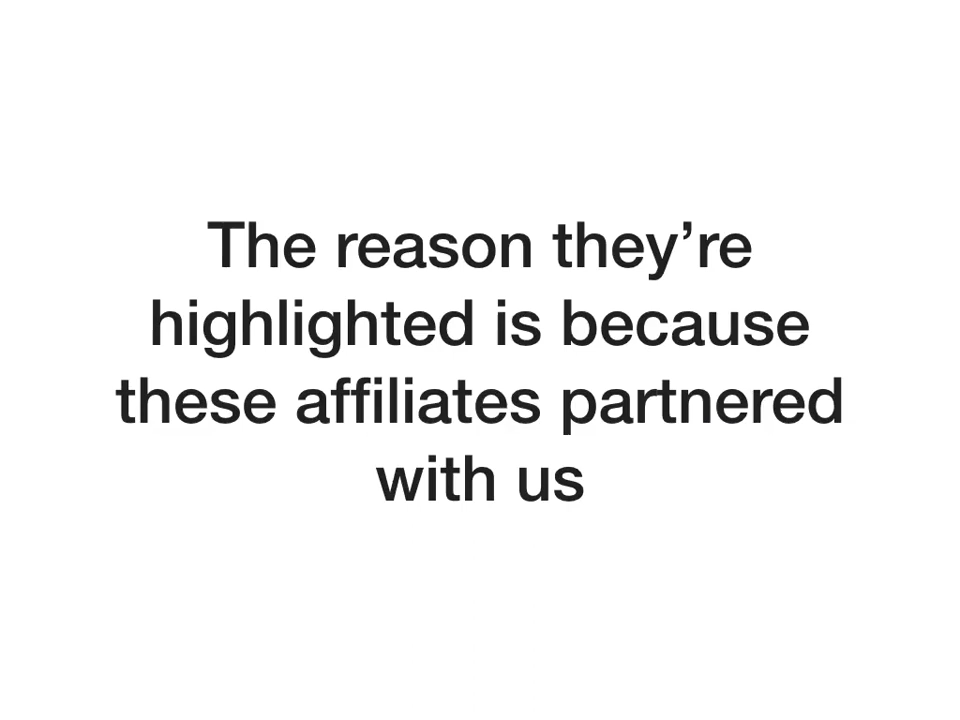 The reason they’re
highlighted is because
these affiliates partnered
with us